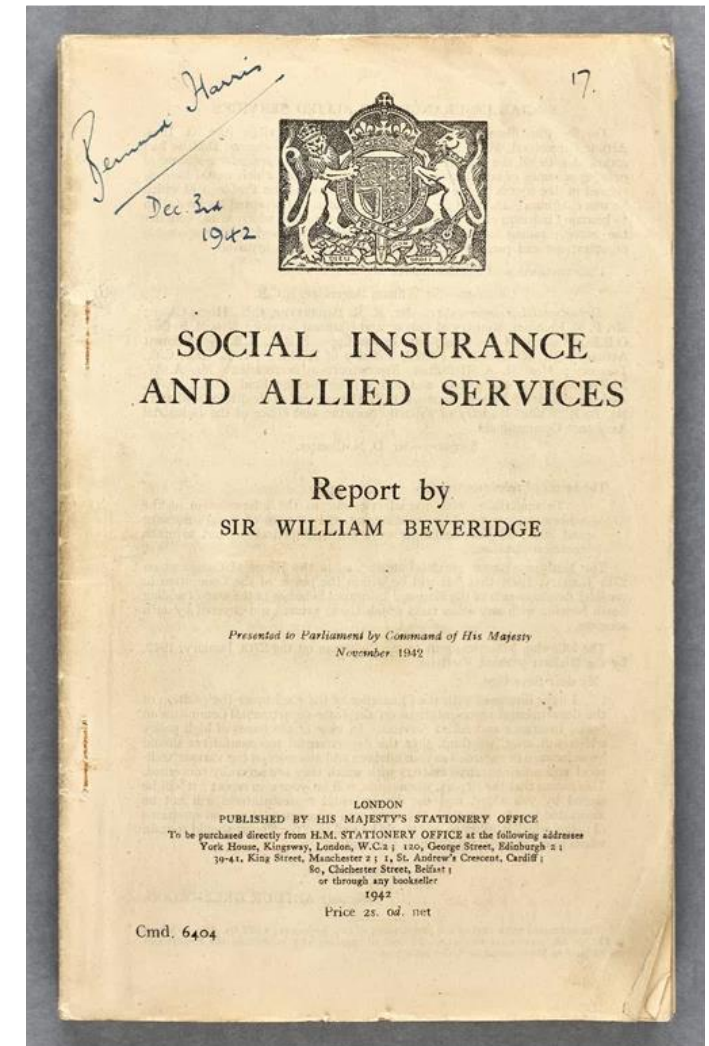 Bernard Harris
Dec. 3rd
1942
17.
SOCIAL INSURANCE
AND ALLIED SERVICES
Report by
SIR WILLIAM BEVERIDGE
Presented to Parliament by Command of His Majesty
November 1942
LONDON
PUBLISHED BY HIS MAJESTY'S STATIONERY OFFICE
To be purchased directly from H.M. STATIONERY OFFICE at the following addresses
York House, Kingsway, London, W.C.2 ; 120, George Street, Edinburgh 2 ;
39-41, King Street, Manchester 2 ; 1, St. Andrew's Crescent, Cardiff ;
80, Chichester Street, Belfast ;
or through any bookseller
1942
Price 2s. 0d. net
Cmd. 6404